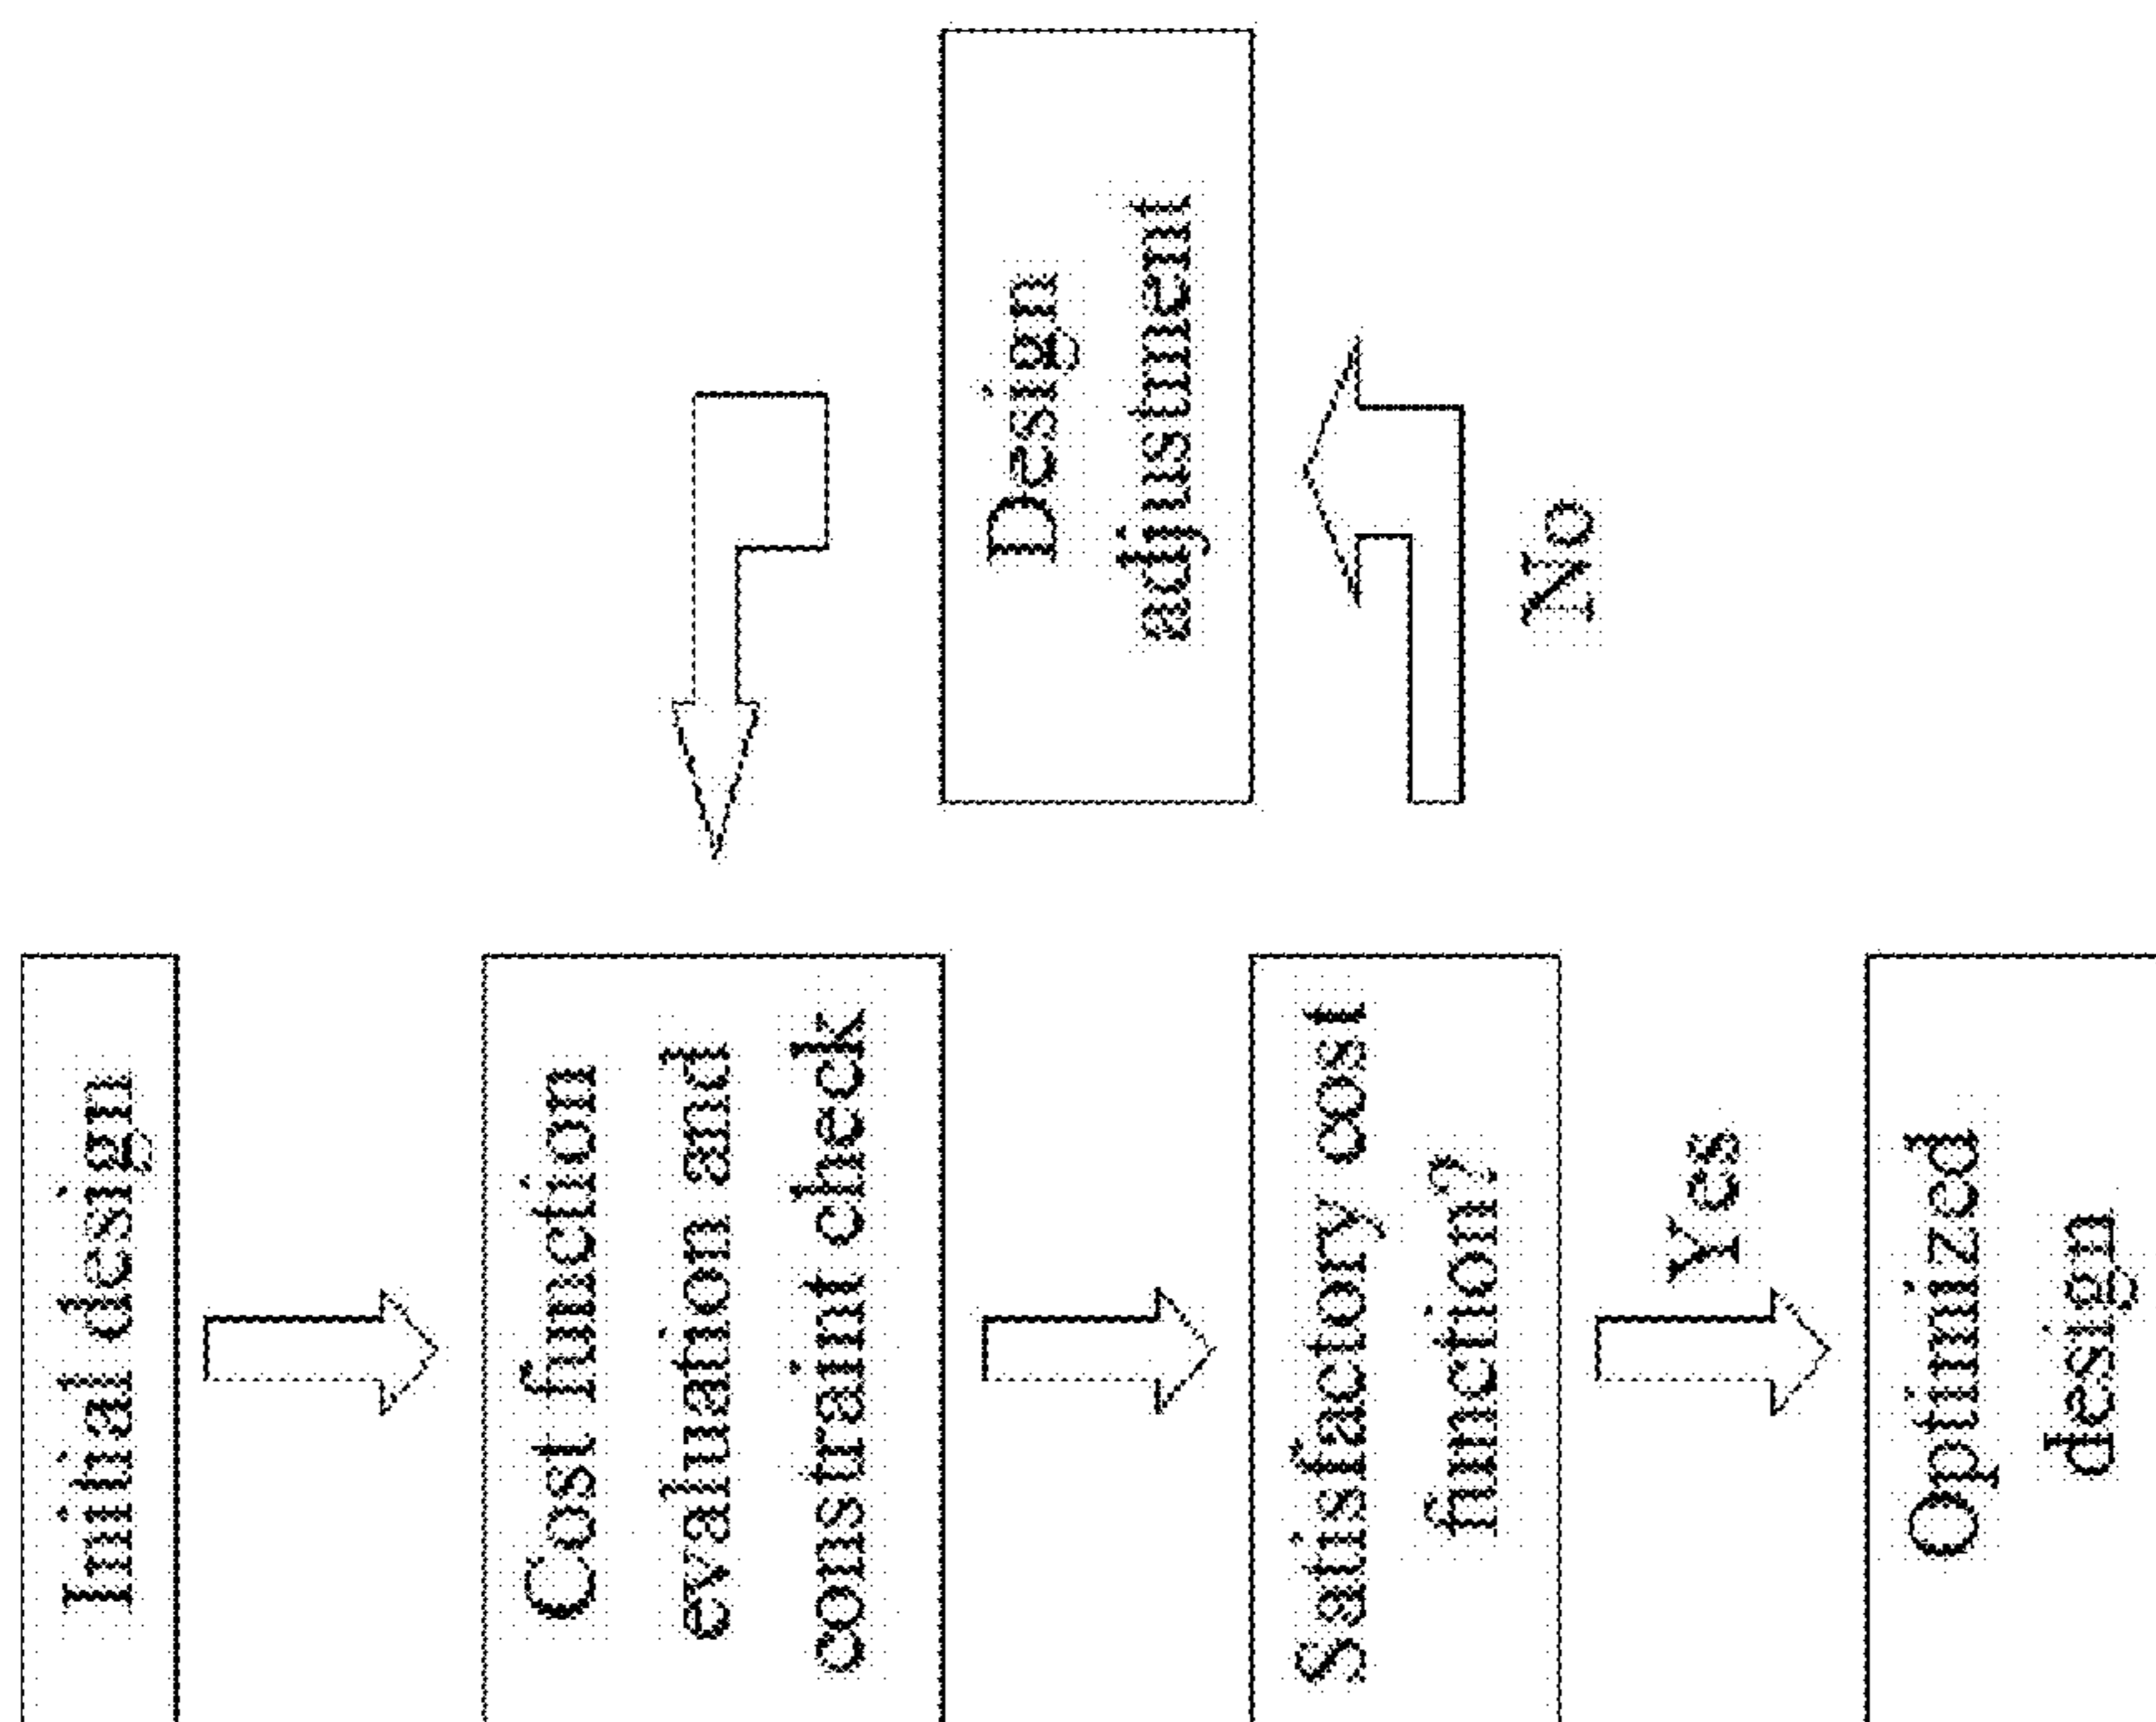 Initial design
Cost function
evaluation and
constraint check
Satisfactory cost
function?
Yes
Optimized
design
No
Design
adjustment